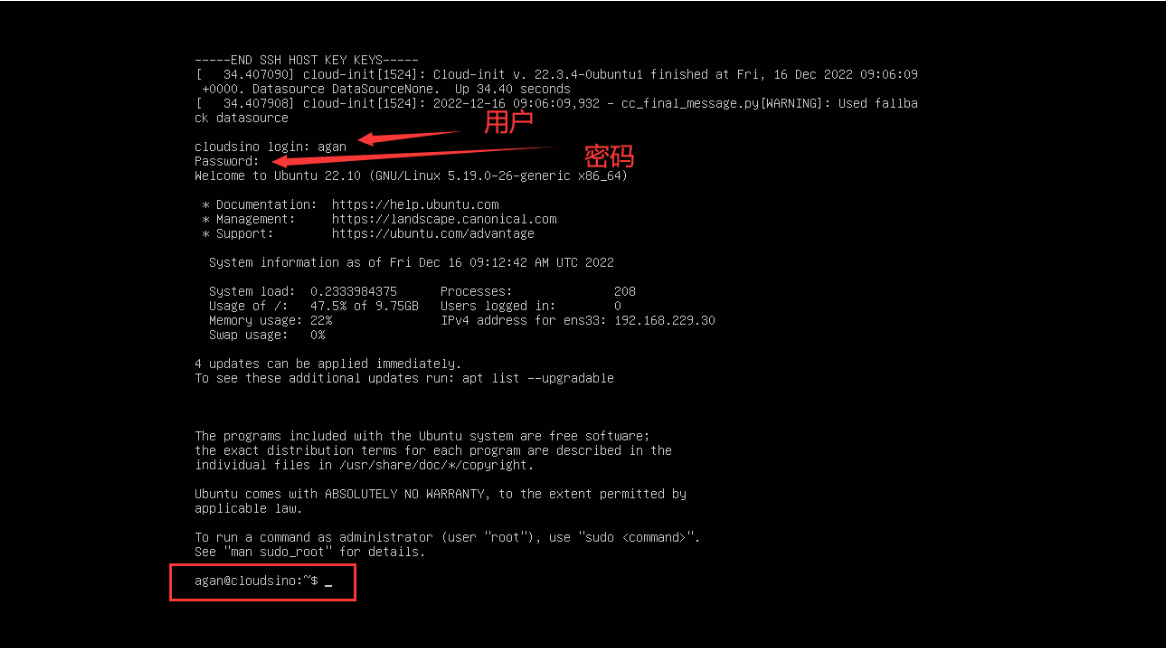 -----END SSH HOST KEY KEYS-----
[   34.407090] cloud-init[1524]: Cloud-init v. 22.3.4-0ubuntu1 finished at Fri, 16 Dec 2022 09:06:09
 +0000. Datasource DataSourceNone.  Up 34.40 seconds
[   34.407908] cloud-init[1524]: 2022-12-16 09:06:09,932 - cc_final_message.py[WARNING]: Used fallba
ck datasource
用户
cloudsino login: agan
密码
Password:
Welcome to Ubuntu 22.10 (GNU/Linux 5.19.0-26-generic x86_64)
 * Documentation:  https://help.ubuntu.com
 * Management:     https://landscape.canonical.com
 * Support:        https://ubuntu.com/advantage
  System information as of Fri Dec 16 09:12:42 AM UTC 2022
  System load:  0.2333984375      Processes:              208
  Usage of /:   47.5% of 9.75GB   Users logged in:        0
  Memory usage: 22%               IPv4 address for ens33: 192.168.229.30
  Swap usage:   0%
4 updates can be applied immediately.
To see these additional updates run: apt list --upgradable
The programs included with the Ubuntu system are free software;
the exact distribution terms for each program are described in the
individual files in /usr/share/doc/*/copyright.
Ubuntu comes with ABSOLUTELY NO WARRANTY, to the extent permitted by
applicable law.
To run a command as administrator (user "root"), use "sudo <command>".
See "man sudo_root" for details.
agan@cloudsino:~$ _